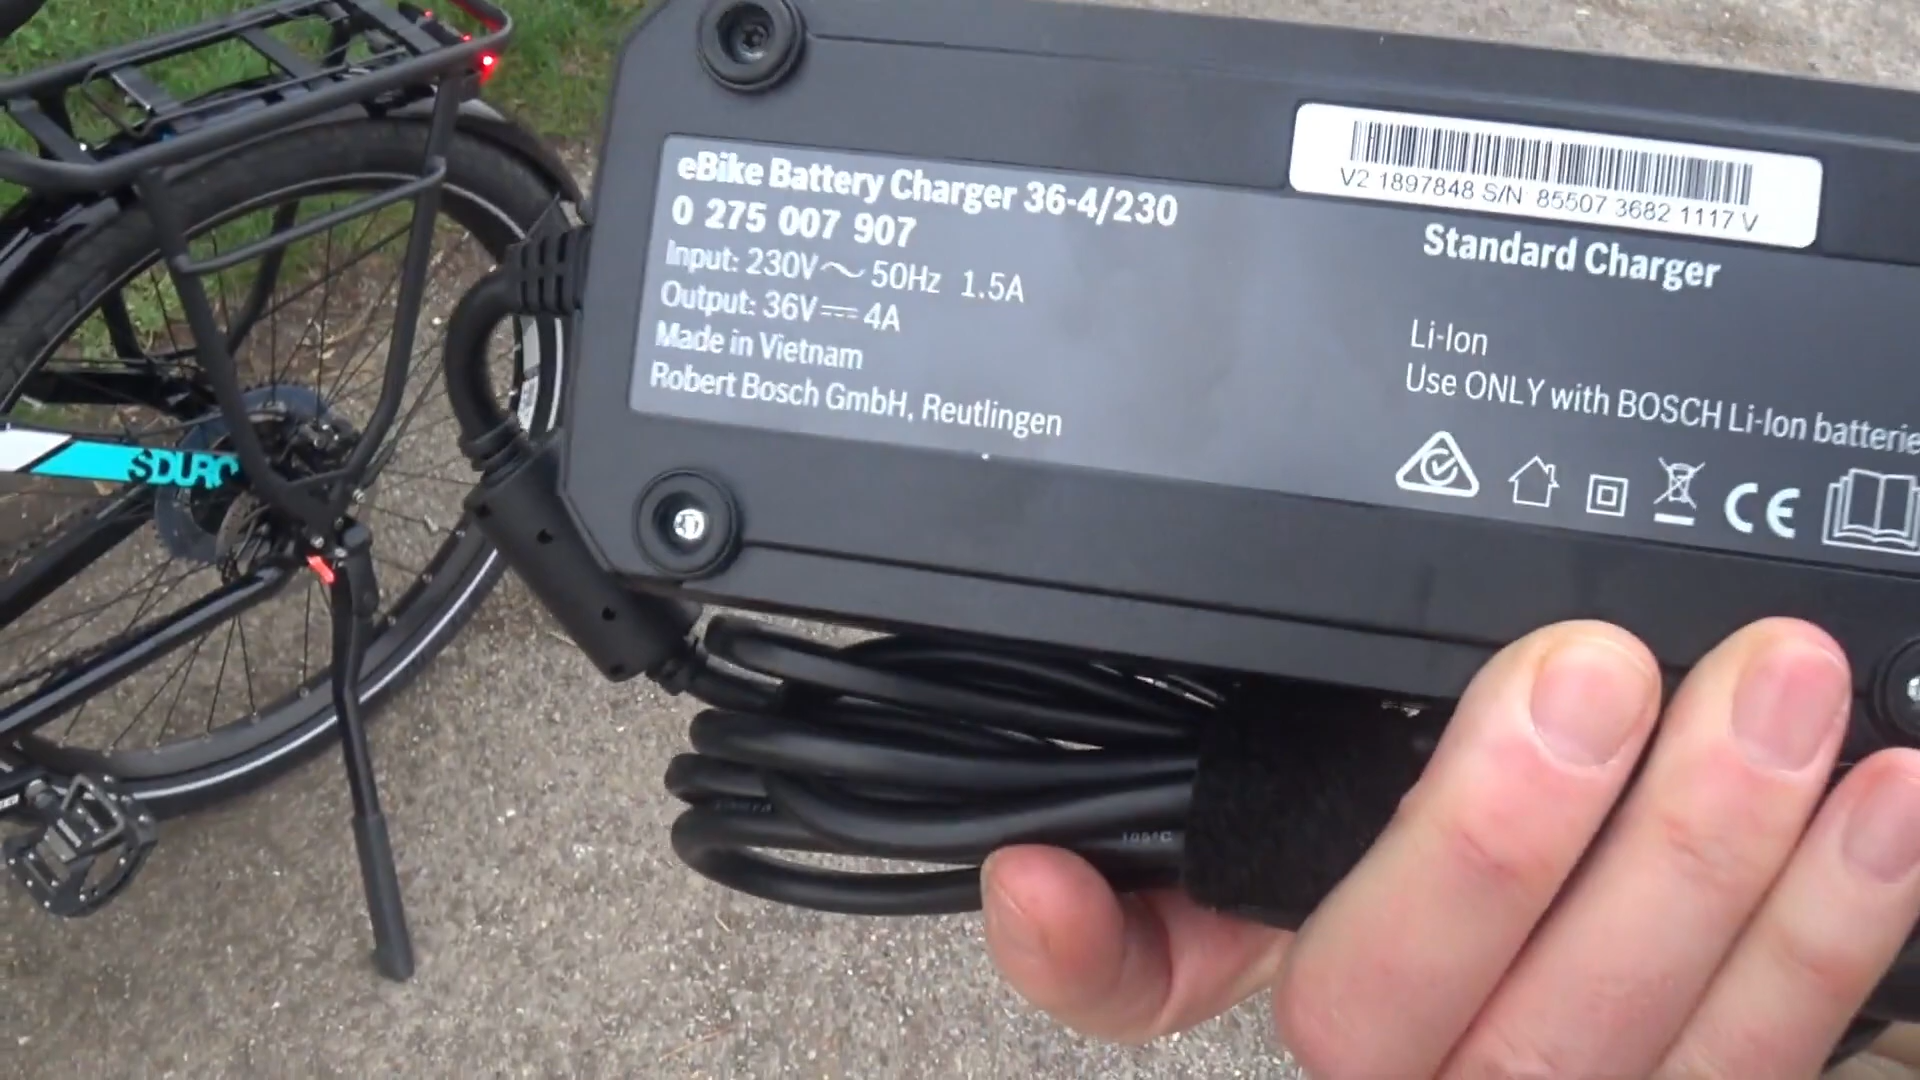 eBike Battery Charger 36-4/230
0 275 007 907
Input: 230V～ 50Hz 1.5A
Output: 36V⎓ 4A
Made in Vietnam
Robert Bosch GmbH, Reutlingen
V2 1897848 S/N: 85507 3682 1117 V
Standard Charger
Li-Ion
Use ONLY with BOSCH Li-Ion batterie
CE
SDURO
105°C